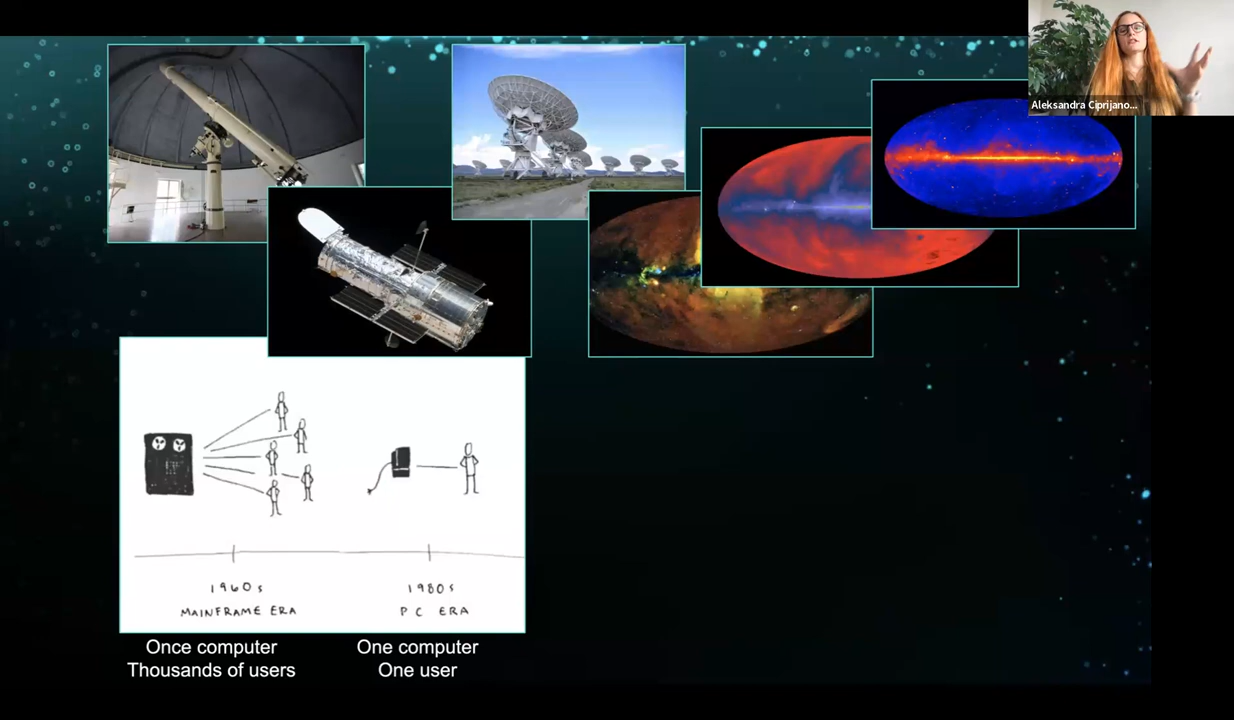 Aleksandra Ciprijano...
1960s
1980s
MAINFRAME ERA
PC ERA
Once computer
Thousands of users
One computer
One user